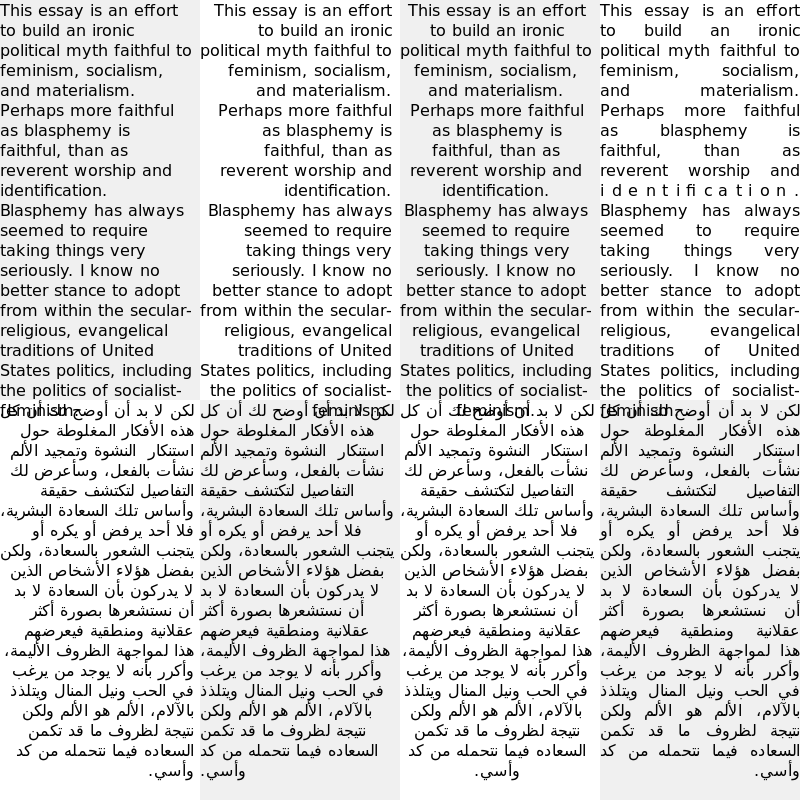 This essay is an effort
to build an ironic
political myth faithful to
feminism, socialism,
and materialism.
Perhaps more faithful
as blasphemy is
faithful, than as
reverent worship and
identification.
Blasphemy has always
seemed to require
taking things very
seriously. I know no
better stance to adopt
from within the secular-
religious, evangelical
traditions of United
States politics, including
the politics of socialist-
feminism.
This essay is an effort
to build an ironic
political myth faithful to
feminism, socialism,
and materialism.
Perhaps more faithful
as blasphemy is
faithful, than as
reverent worship and
identification.
Blasphemy has always
seemed to require
taking things very
seriously. I know no
better stance to adopt
from within the secular-
religious, evangelical
traditions of United
States politics, including
the politics of socialist-
feminism.
This essay is an effort
to build an ironic
political myth faithful to
feminism, socialism,
and materialism.
Perhaps more faithful
as blasphemy is
faithful, than as
reverent worship and
identification.
Blasphemy has always
seemed to require
taking things very
seriously. I know no
better stance to adopt
from within the secular-
religious, evangelical
traditions of United
States politics, including
the politics of socialist-
feminism.
This essay is an effort
to build an ironic
political myth faithful to
feminism, socialism,
and materialism.
Perhaps more faithful
as blasphemy is
faithful, than as
reverent worship and
identification.
Blasphemy has always
seemed to require
taking things very
seriously. I know no
better stance to adopt
from within the secular-
religious, evangelical
traditions of United
States politics, including
the politics of socialist-
feminism.
لكن لا بد أن أوضح لك أن كل
هذه الأفكار المغلوطة حول
استنكار النشوة وتمجيد الألم
نشأت بالفعل، وسأعرض لك
التفاصيل لتكتشف حقيقة
وأساس تلك السعادة البشرية،
فلا أحد يرفض أو يكره أو
يتجنب الشعور بالسعادة، ولكن
بفضل هؤلاء الأشخاص الذين
لا يدركون بأن السعادة لا بد
أن نستشعرها بصورة أكثر
عقلانية ومنطقية فيعرضهم
هذا لمواجهة الظروف الأليمة،
وأكرر بأنه لا يوجد من يرغب
في الحب ونيل المنال ويتلذذ
بالآلام، الألم هو الألم ولكن
نتيجة لظروف ما قد تكمن
السعاده فيما نتحمله من كد
وأسي.
لكن لا بد أن أوضح لك أن كل
هذه الأفكار المغلوطة حول
استنكار النشوة وتمجيد الألم
نشأت بالفعل، وسأعرض لك
التفاصيل لتكتشف حقيقة
وأساس تلك السعادة البشرية،
فلا أحد يرفض أو يكره أو
يتجنب الشعور بالسعادة، ولكن
بفضل هؤلاء الأشخاص الذين
لا يدركون بأن السعادة لا بد
أن نستشعرها بصورة أكثر
عقلانية ومنطقية فيعرضهم
هذا لمواجهة الظروف الأليمة،
وأكرر بأنه لا يوجد من يرغب
في الحب ونيل المنال ويتلذذ
بالآلام، الألم هو الألم ولكن
نتيجة لظروف ما قد تكمن
السعاده فيما نتحمله من كد
وأسي.
لكن لا بد أن أوضح لك أن كل
هذه الأفكار المغلوطة حول
استنكار النشوة وتمجيد الألم
نشأت بالفعل، وسأعرض لك
التفاصيل لتكتشف حقيقة
وأساس تلك السعادة البشرية،
فلا أحد يرفض أو يكره أو
يتجنب الشعور بالسعادة، ولكن
بفضل هؤلاء الأشخاص الذين
لا يدركون بأن السعادة لا بد
أن نستشعرها بصورة أكثر
عقلانية ومنطقية فيعرضهم
هذا لمواجهة الظروف الأليمة،
وأكرر بأنه لا يوجد من يرغب
في الحب ونيل المنال ويتلذذ
بالآلام، الألم هو الألم ولكن
نتيجة لظروف ما قد تكمن
السعاده فيما نتحمله من كد
وأسي.
لكن لا بد أن أوضح لك أن كل
هذه الأفكار المغلوطة حول
استنكار النشوة وتمجيد الألم
نشأت بالفعل، وسأعرض لك
التفاصيل لتكتشف حقيقة
وأساس تلك السعادة البشرية،
فلا أحد يرفض أو يكره أو
يتجنب الشعور بالسعادة، ولكن
بفضل هؤلاء الأشخاص الذين
لا يدركون بأن السعادة لا بد
أن نستشعرها بصورة أكثر
عقلانية ومنطقية فيعرضهم
هذا لمواجهة الظروف الأليمة،
وأكرر بأنه لا يوجد من يرغب
في الحب ونيل المنال ويتلذذ
بالآلام، الألم هو الألم ولكن
نتيجة لظروف ما قد تكمن
السعاده فيما نتحمله من كد
وأسي.